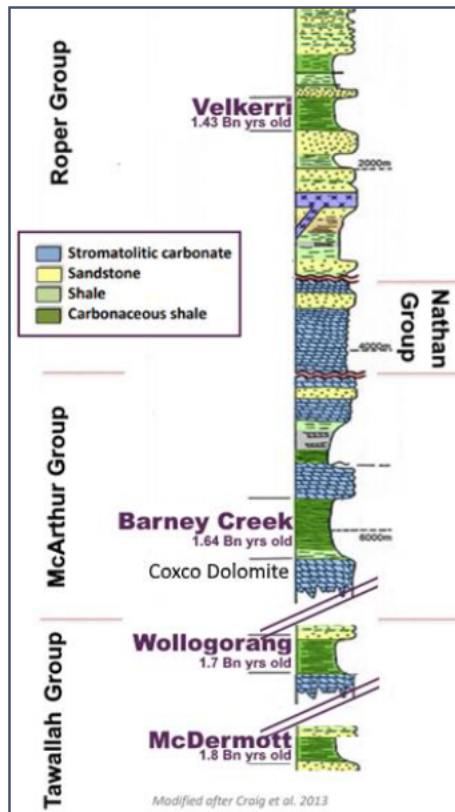 Roper Group
Velkerri
1.43 Bn yrs old
2000m
Stromatolitic carbonate
Sandstone
Shale
Carbonaceous shale
Nathan
Group
4000m
McArthur Group
Barney Creek
1.64 Bn yrs old
6000m
Coxco Dolomite
Wollogorang
1.7 Bn yrs old
Tawallah Group
McDermott
1.8 Bn yrs old
Modified after Craig et al. 2013